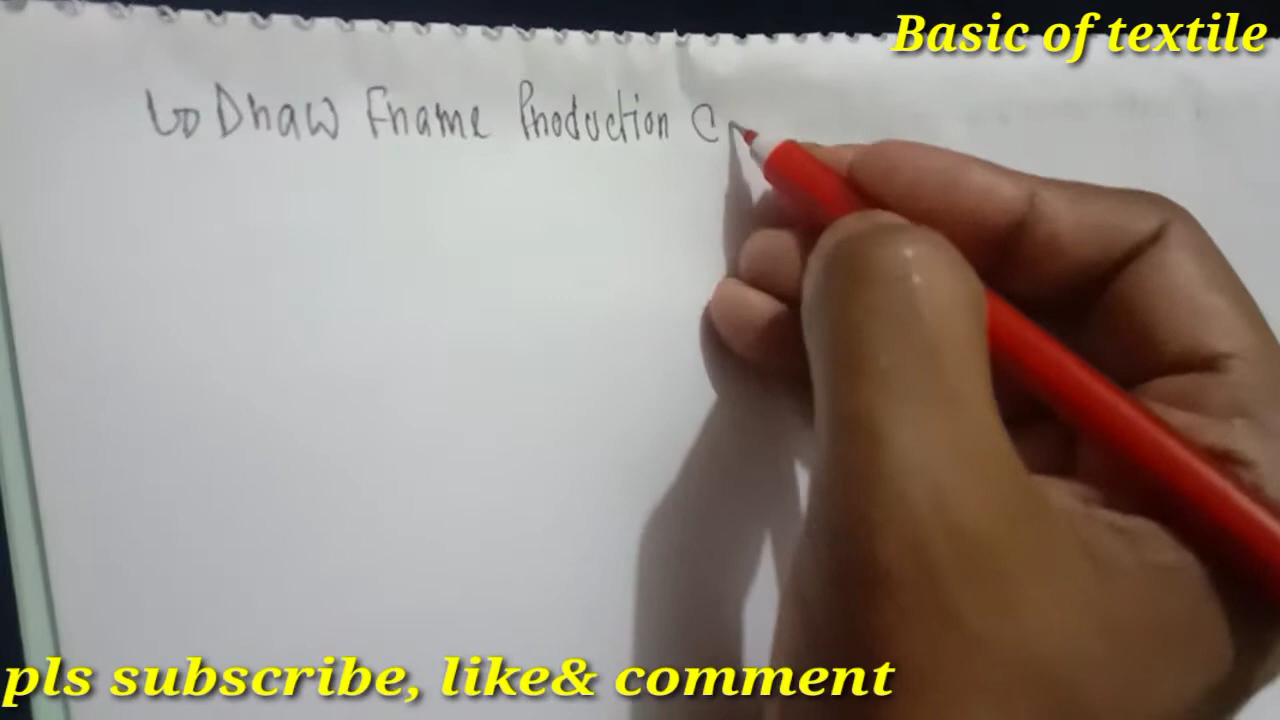 Basic of textile
Draw Frame Production C
pls subscribe, like& comment